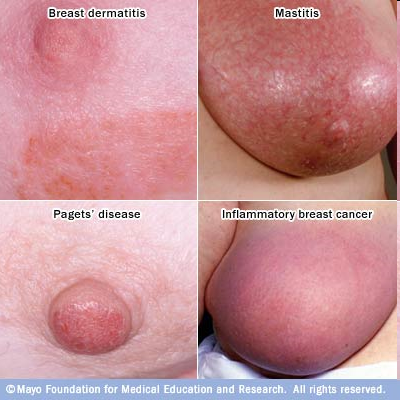 Breast dermatitis
Mastitis
Pagets' disease
Inflammatory breast cancer
© Mayo Foundation for Medical Education and Research. All rights reserved.